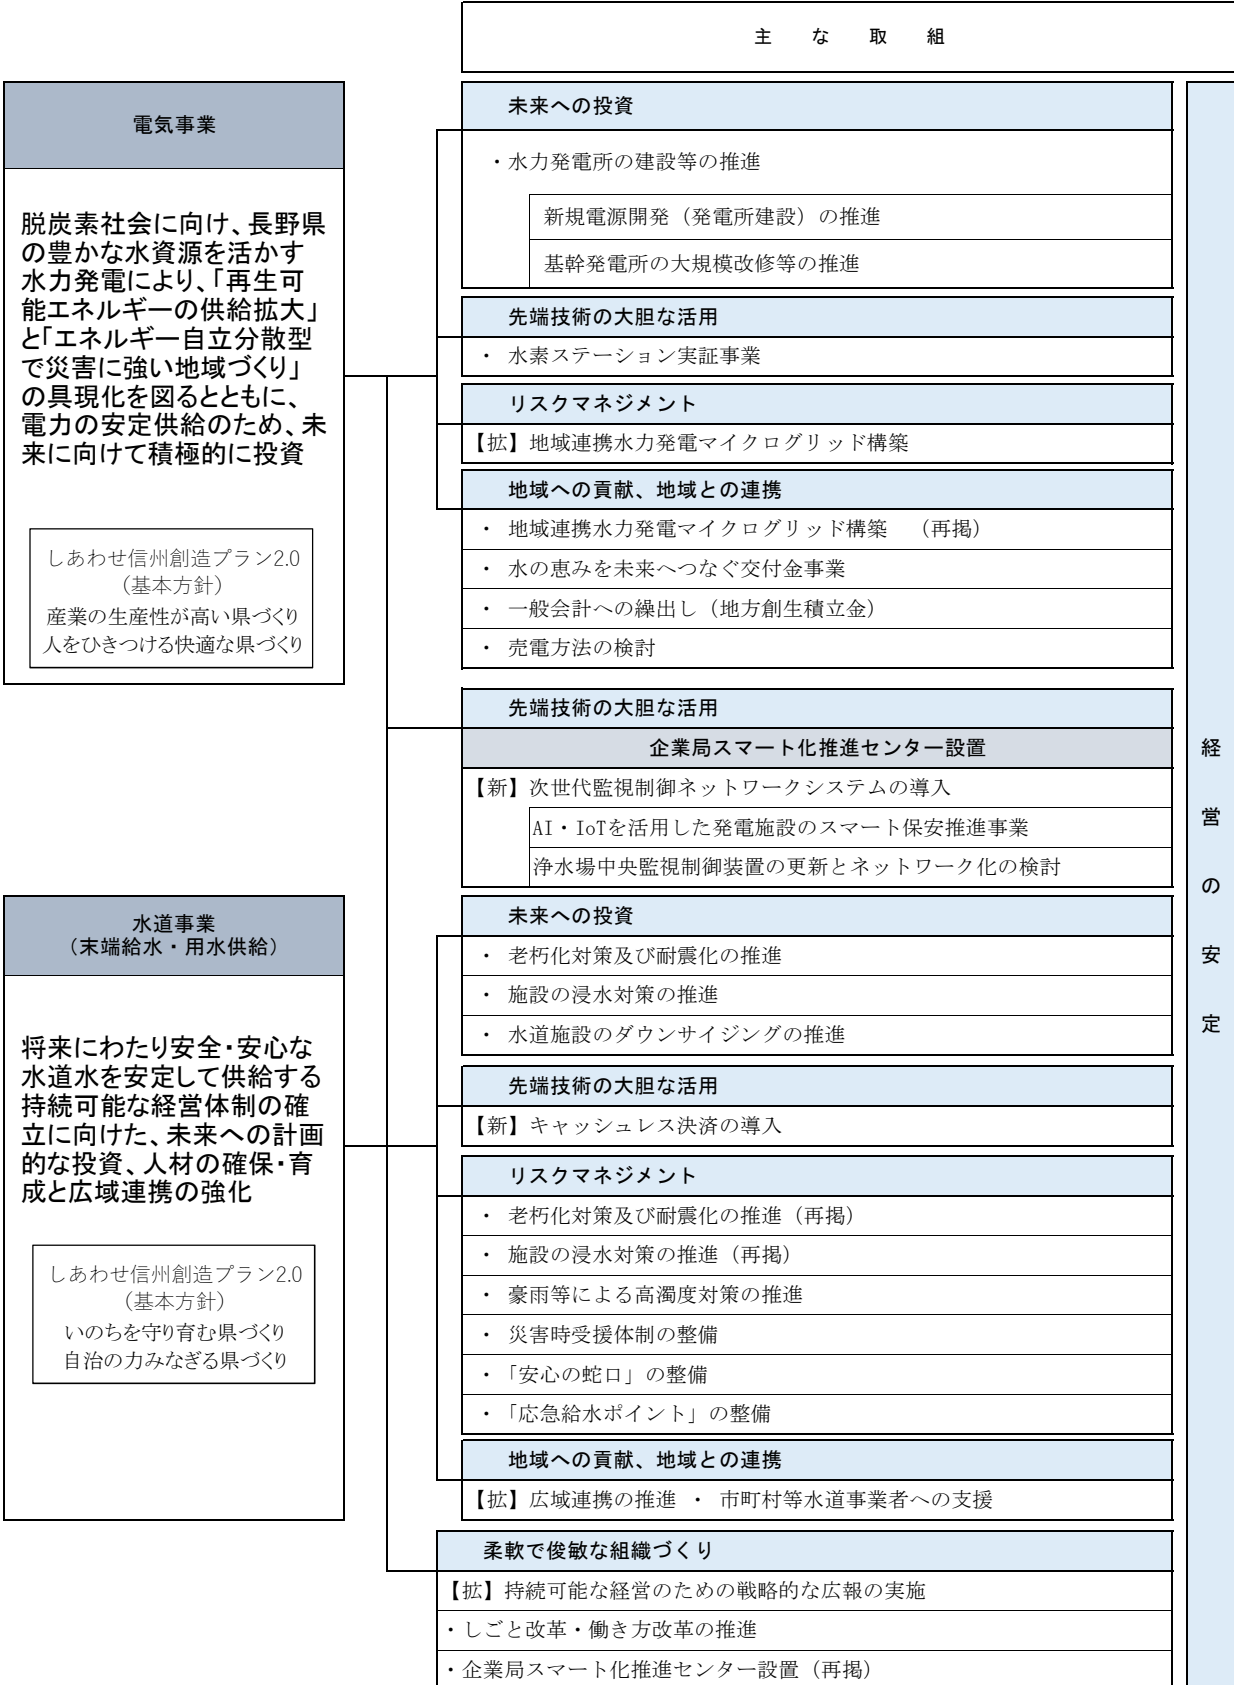 主な取組
電気事業
脱炭素社会に向け、長野県
の豊かな水資源を活かす
水力発電により、「再生可
能エネルギーの供給拡大」
と「エネルギー自立分散型
で災害に強い地域づくり」
の具現化を図るとともに、
電力の安定供給のため、未
来に向けて積極的に投資
しあわせ信州創造プラン2.0
（基本方針）
産業の生産性が高い県づくり
人をひきつける快適な県づくり
未来への投資
・水力発電所の建設等の推進
新規電源開発（発電所建設）の推進
基幹発電所の大規模改修等の推進
先端技術の大胆な活用
・ 水素ステーション実証事業
リスクマネジメント
【拡】地域連携水力発電マイクログリッド構築
地域への貢献、地域との連携
・ 地域連携水力発電マイクログリッド構築 （再掲）
・ 水の恵みを未来へつなぐ交付金事業
・ 一般会計への繰出し（地方創生積立金）
・ 売電方法の検討
先端技術の大胆な活用
企業局スマート化推進センター設置
【新】次世代監視制御ネットワークシステムの導入
AI・IoTを活用した発電施設のスマート保安推進事業
浄水場中央監視制御装置の更新とネットワーク化の検討
水道事業
（末端給水・用水供給）
将来にわたり安全・安心な
水道水を安定して供給する
持続可能な経営体制の確
立に向けた、未来への計画
的な投資、人材の確保・育
成と広域連携の強化
しあわせ信州創造プラン2.0
（基本方針）
いのちを守り育む県づくり
自治の力みなぎる県づくり
未来への投資
・ 老朽化対策及び耐震化の推進
・ 施設の浸水対策の推進
・ 水道施設のダウンサイジングの推進
先端技術の大胆な活用
【新】キャッシュレス決済の導入
リスクマネジメント
・ 老朽化対策及び耐震化の推進（再掲）
・ 施設の浸水対策の推進（再掲）
・ 豪雨等による高濁度対策の推進
・ 災害時受援体制の整備
・「安心の蛇口」の整備
・「応急給水ポイント」の整備
地域への貢献、地域との連携
【拡】広域連携の推進 ・ 市町村等水道事業者への支援
柔軟で俊敏な組織づくり
【拡】持続可能な経営のための戦略的な広報の実施
・しごと改革・働き方改革の推進
・企業局スマート化推進センター設置（再掲）
経営の安定